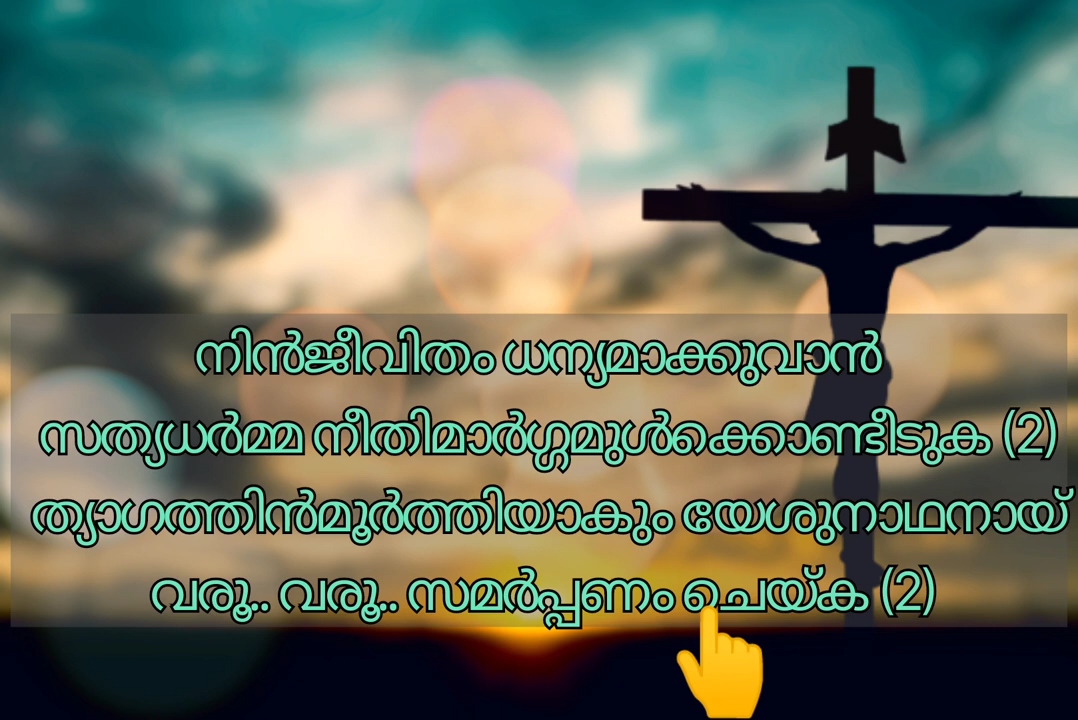 നിൻജീവിതം ധന്യമാക്കുവാൻ
സത്യധർമ്മ നീതിമാർഗ്ഗമുൾക്കൊണ്ടീടുക (2)
ത്യാഗത്തിൻമൂർത്തിയാകും യേശുനാഥനായ്
വരൂ.. വരൂ.. സമർപ്പണം ചെയ്ക (2)